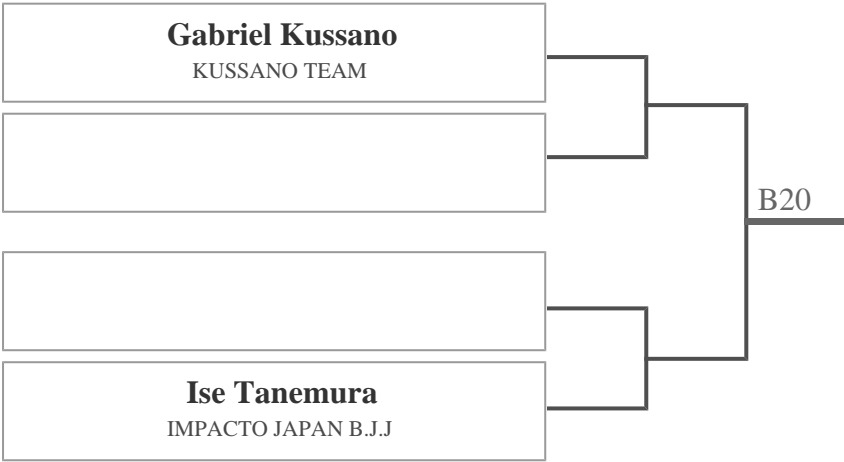 Gabriel Kussano
KUSSANO TEAM
B20
Ise Tanemura
IMPACTO JAPAN B.J.J